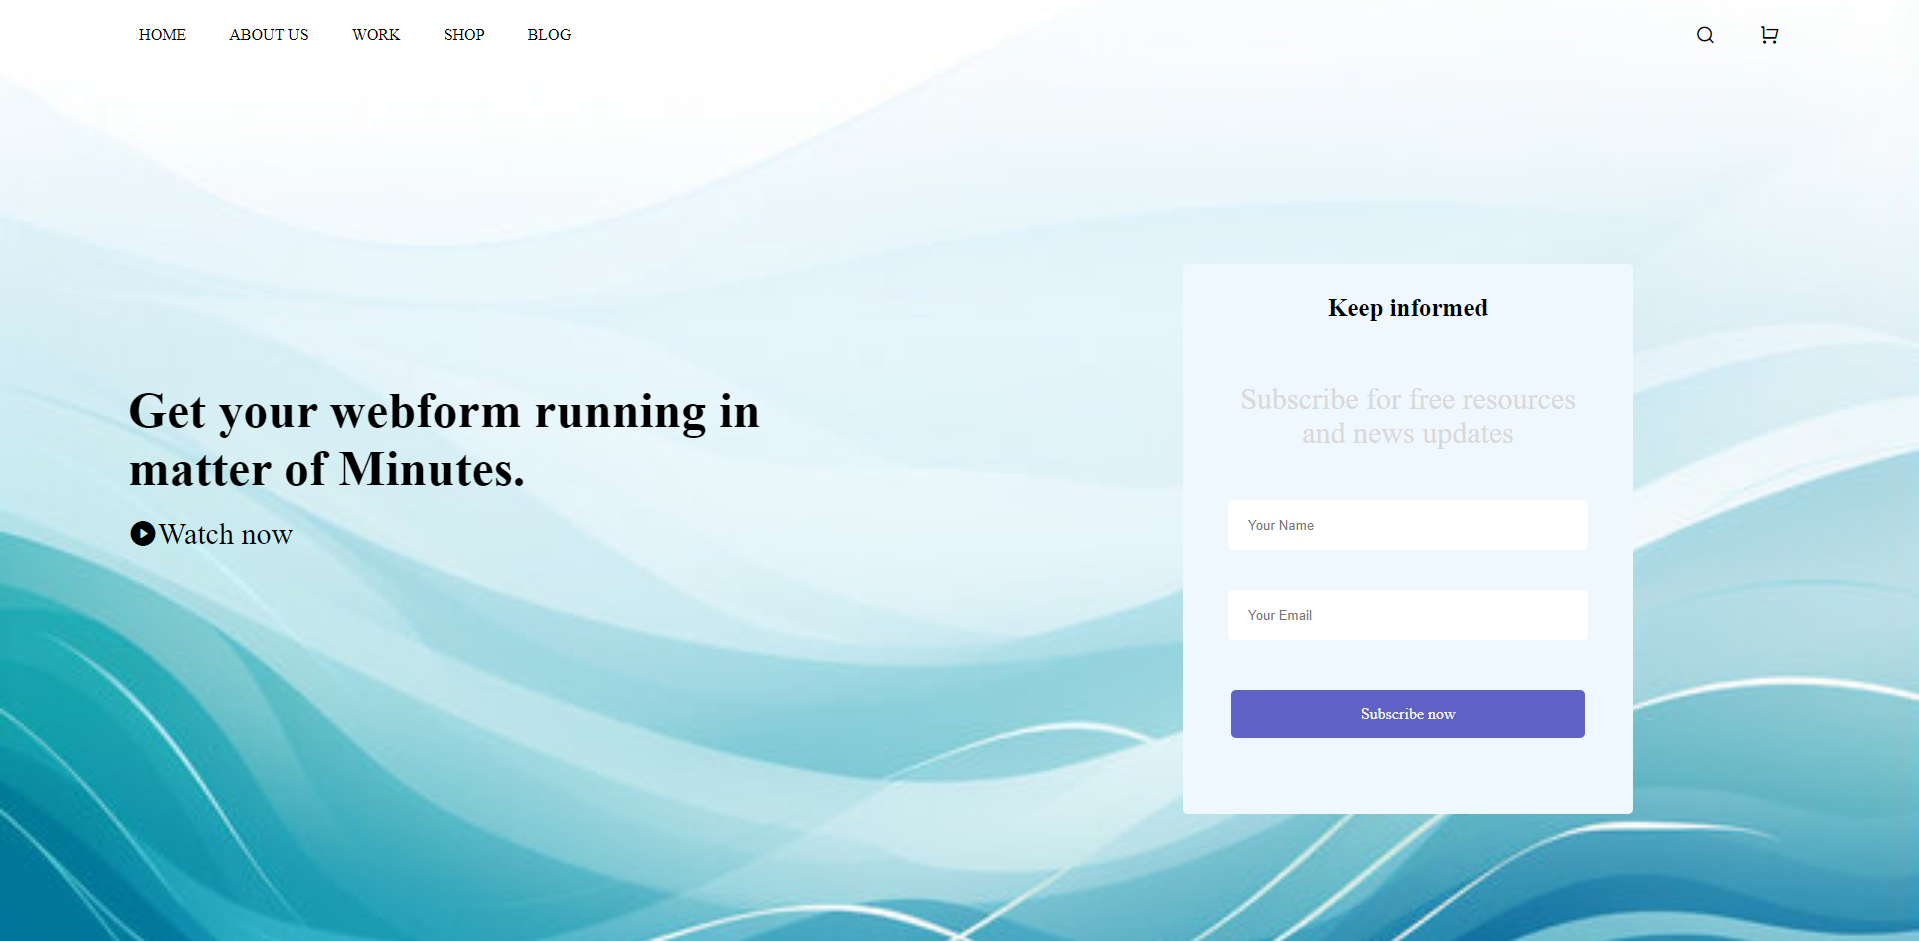 HOME ABOUT US WORK SHOP BLOG
Get your webform running in
matter of Minutes.
Watch now
Keep informed
Subscribe for free resources
and news updates
Your Name
Your Email
Subscribe now